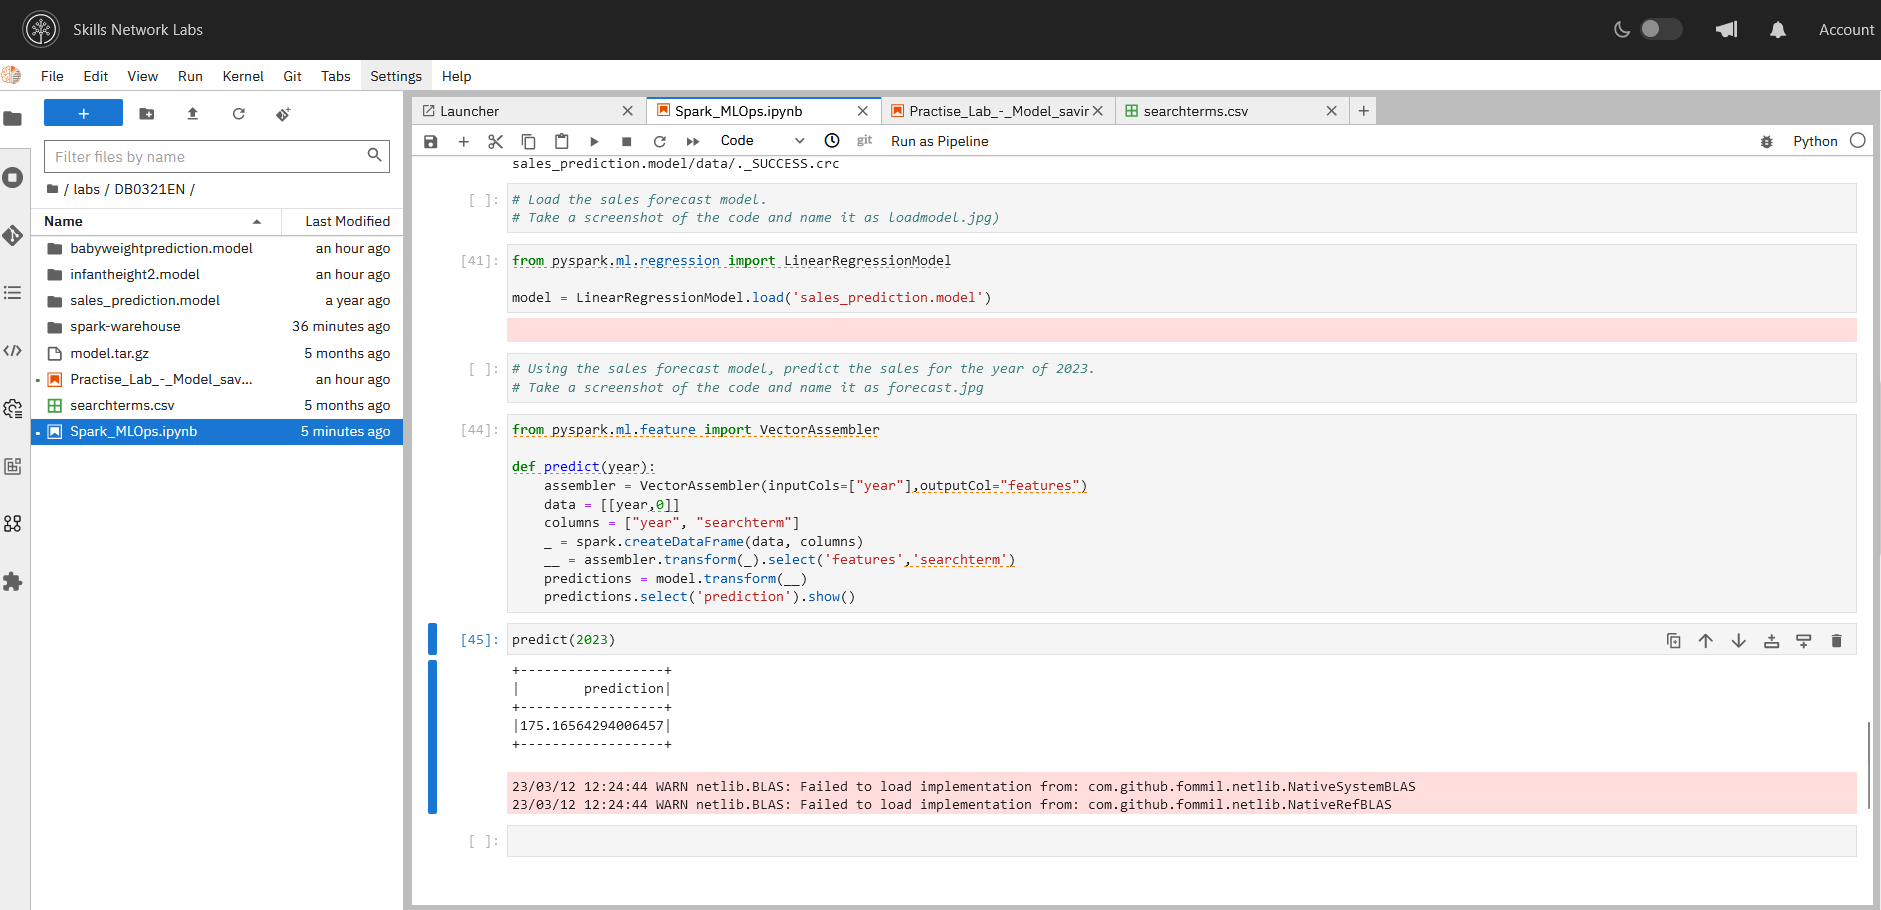 Skills Network Labs
Account
File Edit View Run Kernel Git Tabs Settings Help
+
Filter files by name
/ labs / DB0321EN /
Name Last Modified
babyweightprediction.model an hour ago
infantheight2.model an hour ago
sales_prediction.model a year ago
spark-warehouse 36 minutes ago
model.tar.gz 5 months ago
Practise_Lab_-_Model_sav... an hour ago
searchterms.csv 5 months ago
Spark_MLOps.ipynb 5 minutes ago
Launcher Spark_MLOps.ipynb Practise_Lab_-_Model_savir searchterms.csv
Code git Run as Pipeline Python
sales_prediction.model/data/._SUCCESS.crc
[ ]: # Load the sales forecast model.
# Take a screenshot of the code and name it as loadmodel.jpg)
[41]: from pyspark.ml.regression import LinearRegressionModel
model = LinearRegressionModel.load('sales_prediction.model')
[ ]: # Using the sales forecast model, predict the sales for the year of 2023.
# Take a screenshot of the code and name it as forecast.jpg
[44]: from pyspark.ml.feature import VectorAssembler
def predict(year):
assembler = VectorAssembler(inputCols=["year"],outputCol="features")
data = [[year,0]]
columns = ["year", "searchterm"]
_ = spark.createDataFrame(data, columns)
__ = assembler.transform(_).select('features','searchterm')
predictions = model.transform(__)
predictions.select('prediction').show()
[45]: predict(2023)
+------------------+
|        prediction|
+------------------+
|175.16564294006457|
+------------------+
23/03/12 12:24:44 WARN netlib.BLAS: Failed to load implementation from: com.github.fommil.netlib.NativeSystemBLAS
23/03/12 12:24:44 WARN netlib.BLAS: Failed to load implementation from: com.github.fommil.netlib.NativeRefBLAS
[ ]: